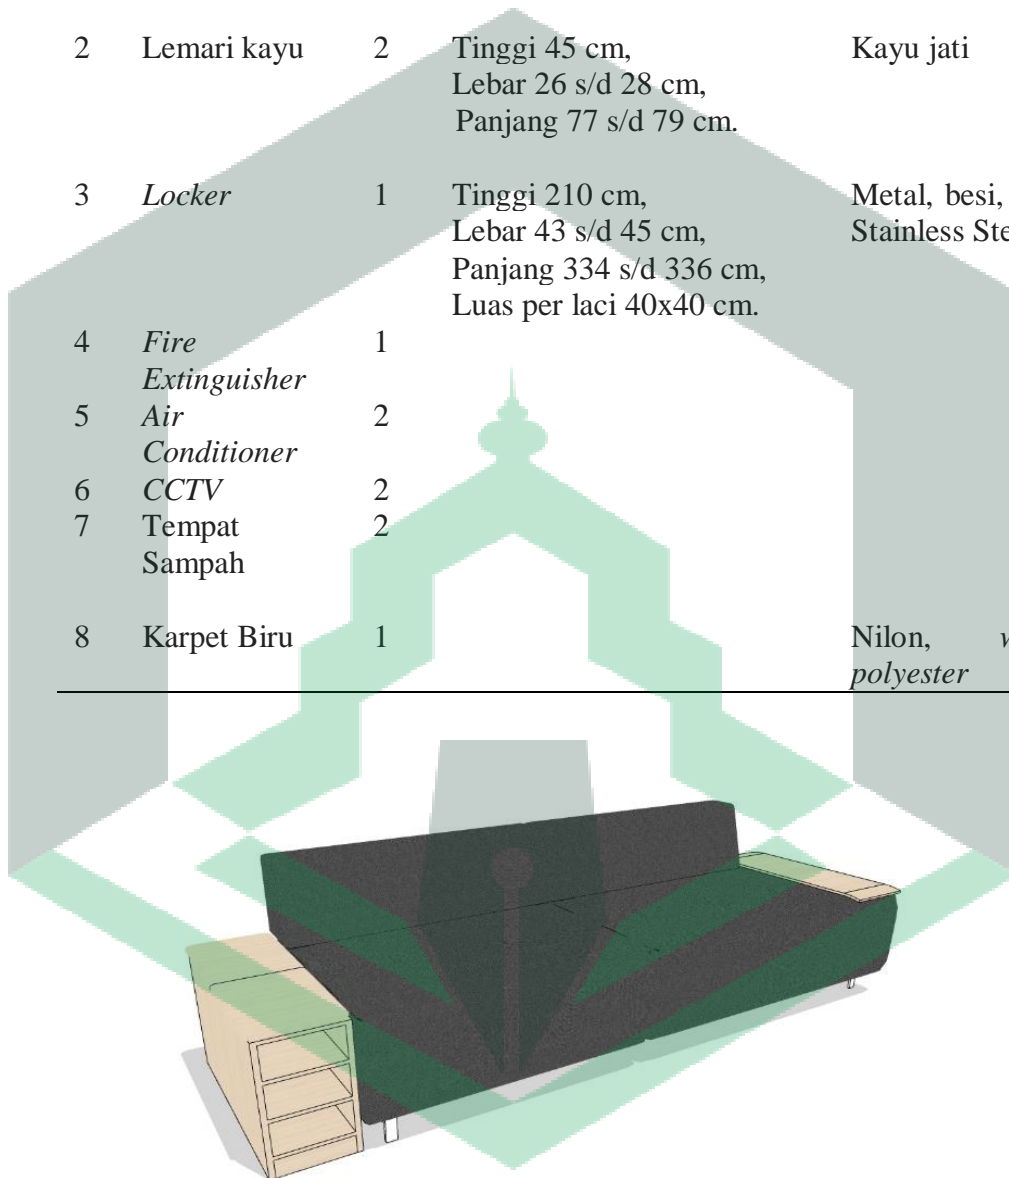 2 Lemari kayu 2 Tinggi 45 cm, Kayu jati
Lebar 26 s/d 28 cm,
Panjang 77 s/d 79 cm.
3 Locker 1 Tinggi 210 cm, Metal, besi,
Lebar 43 s/d 45 cm, Stainless
Panjang 334 s/d 336 cm,
Luas per laci 40x40 cm.
4 Fire 1
Extinguisher
5 Air 2
Conditioner
6 CCTV 2
7 Tempat 2
Sampah
8 Karpet Biru 1 Nilon,
polyester